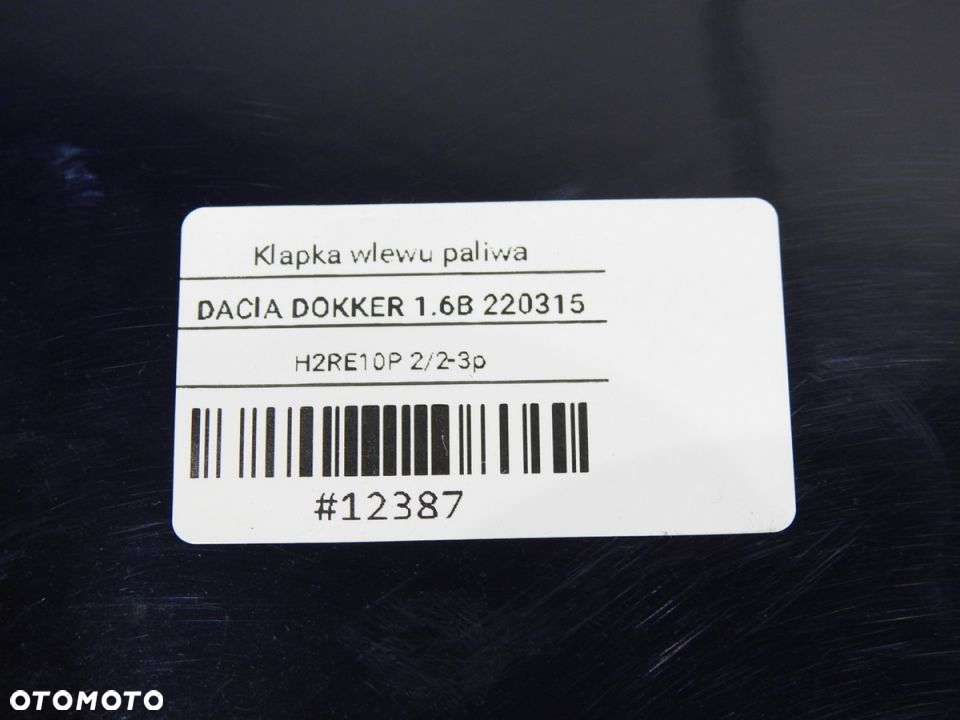 Klapka wlewu paliwa
DACIA DOKKER 1.6B 220315
H2RE10P 2/2-3p
#12387
OTOMOTO